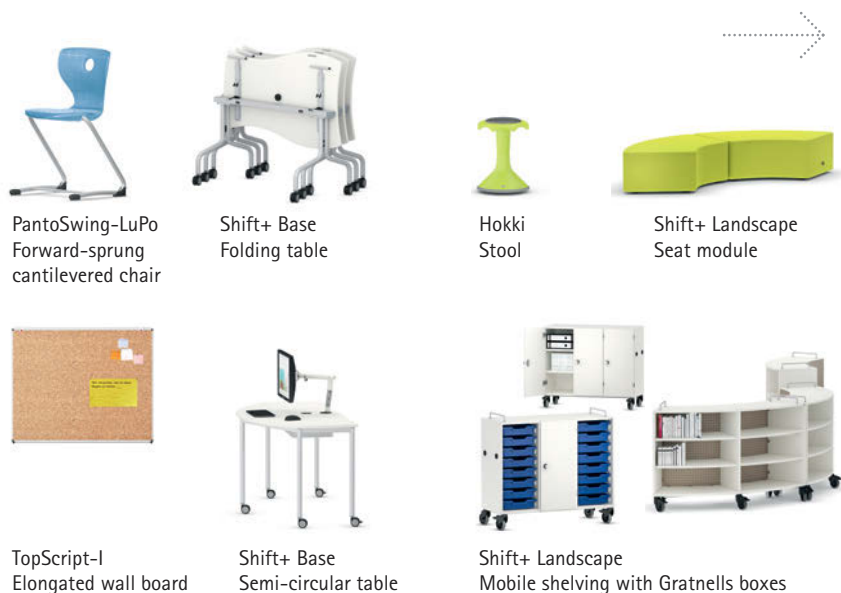 PantoSwing-LuPo
Forward-sprung
cantilevered chair
Shift+ Base
Folding table
Hokki
Stool
Shift+ Landscape
Seat module
TopScript-I
Elongated wall board
Shift+ Base
Semi-circular table
Shift+ Landscape
Mobile shelving with Gratnells boxes